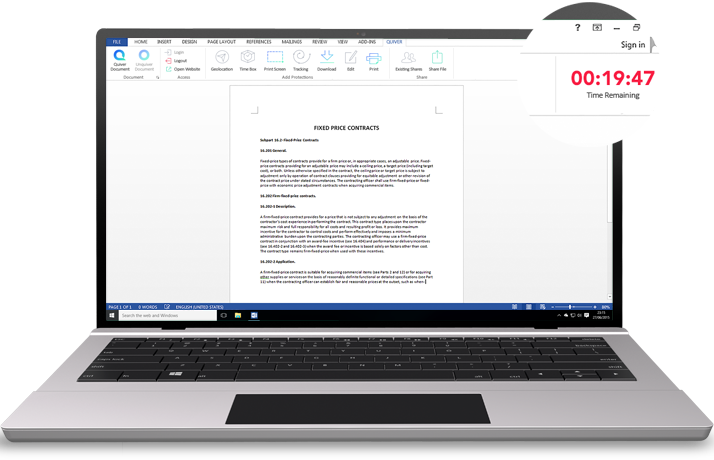 ? 
Sign in
00:19:47
Time Remaining
FILE HOME INSERT DESIGN PAGE LAYOUT REFERENCES MAILINGS REVIEW VIEW ADD-INS QUIVER
Login
Logout
Open Website
Quiver Document
Unquiver Document
Geolocation Time Box Print Screen Tracking Download Edit Print Existing Shares Share File
Document Access Add Protections Share
FIXED PRICE CONTRACTS
Subpart 16.2- Fixed-Price Contracts
16.201 General.
Fixed-price types of contracts provide for a firm price or, in appropriate cases, an adjustable price. Fixed-
price contracts providing for an adjustable price may include a ceiling price, a target price (including target
cost), or both. Unless otherwise specified in the contract, the ceiling price or target price is subject to
adjustment only by operation of contract clauses providing for equitable adjustment or other revision of
the contract price under stated circumstances. The contracting officer shall use firm-fixed-price or fixed-
price with economic price adjustment contracts when acquiring commercial items.
16.202 Firm-fixed-price contracts.
16.202-1 Description.
A firm-fixed-price contract provides for a price that is not subject to any adjustment on the basis of the
contractor's cost experience in performing the contract. This contract type places upon the contractor
maximum risk and full responsibility for all costs and resulting profit or loss. It provides maximum
incentive for the contractor to control costs and perform effectively and imposes a minimum
administrative burden upon the contracting parties. The contracting officer may use a firm-fixed-price
contract in conjunction with an award-fee incentive (see 16.404) and performance or delivery incentives
(see 16.402-2 and 16.402-3) when the award fee or incentive is based solely on factors other than cost.
The contract type remains firm-fixed-price when used with these incentives.
16.202-2 Application.
A firm-fixed-price contract is suitable for acquiring commercial items (see Parts 2 and 12) or for acquiring
other supplies or services on the basis of reasonably definite functional or detailed specifications (see Part
11) when the contracting officer can establish fair and reasonable prices at the outset, such as when
PAGE 1 OF 1 0 WORDS ENGLISH (UNITED STATES)
Search the web and Windows